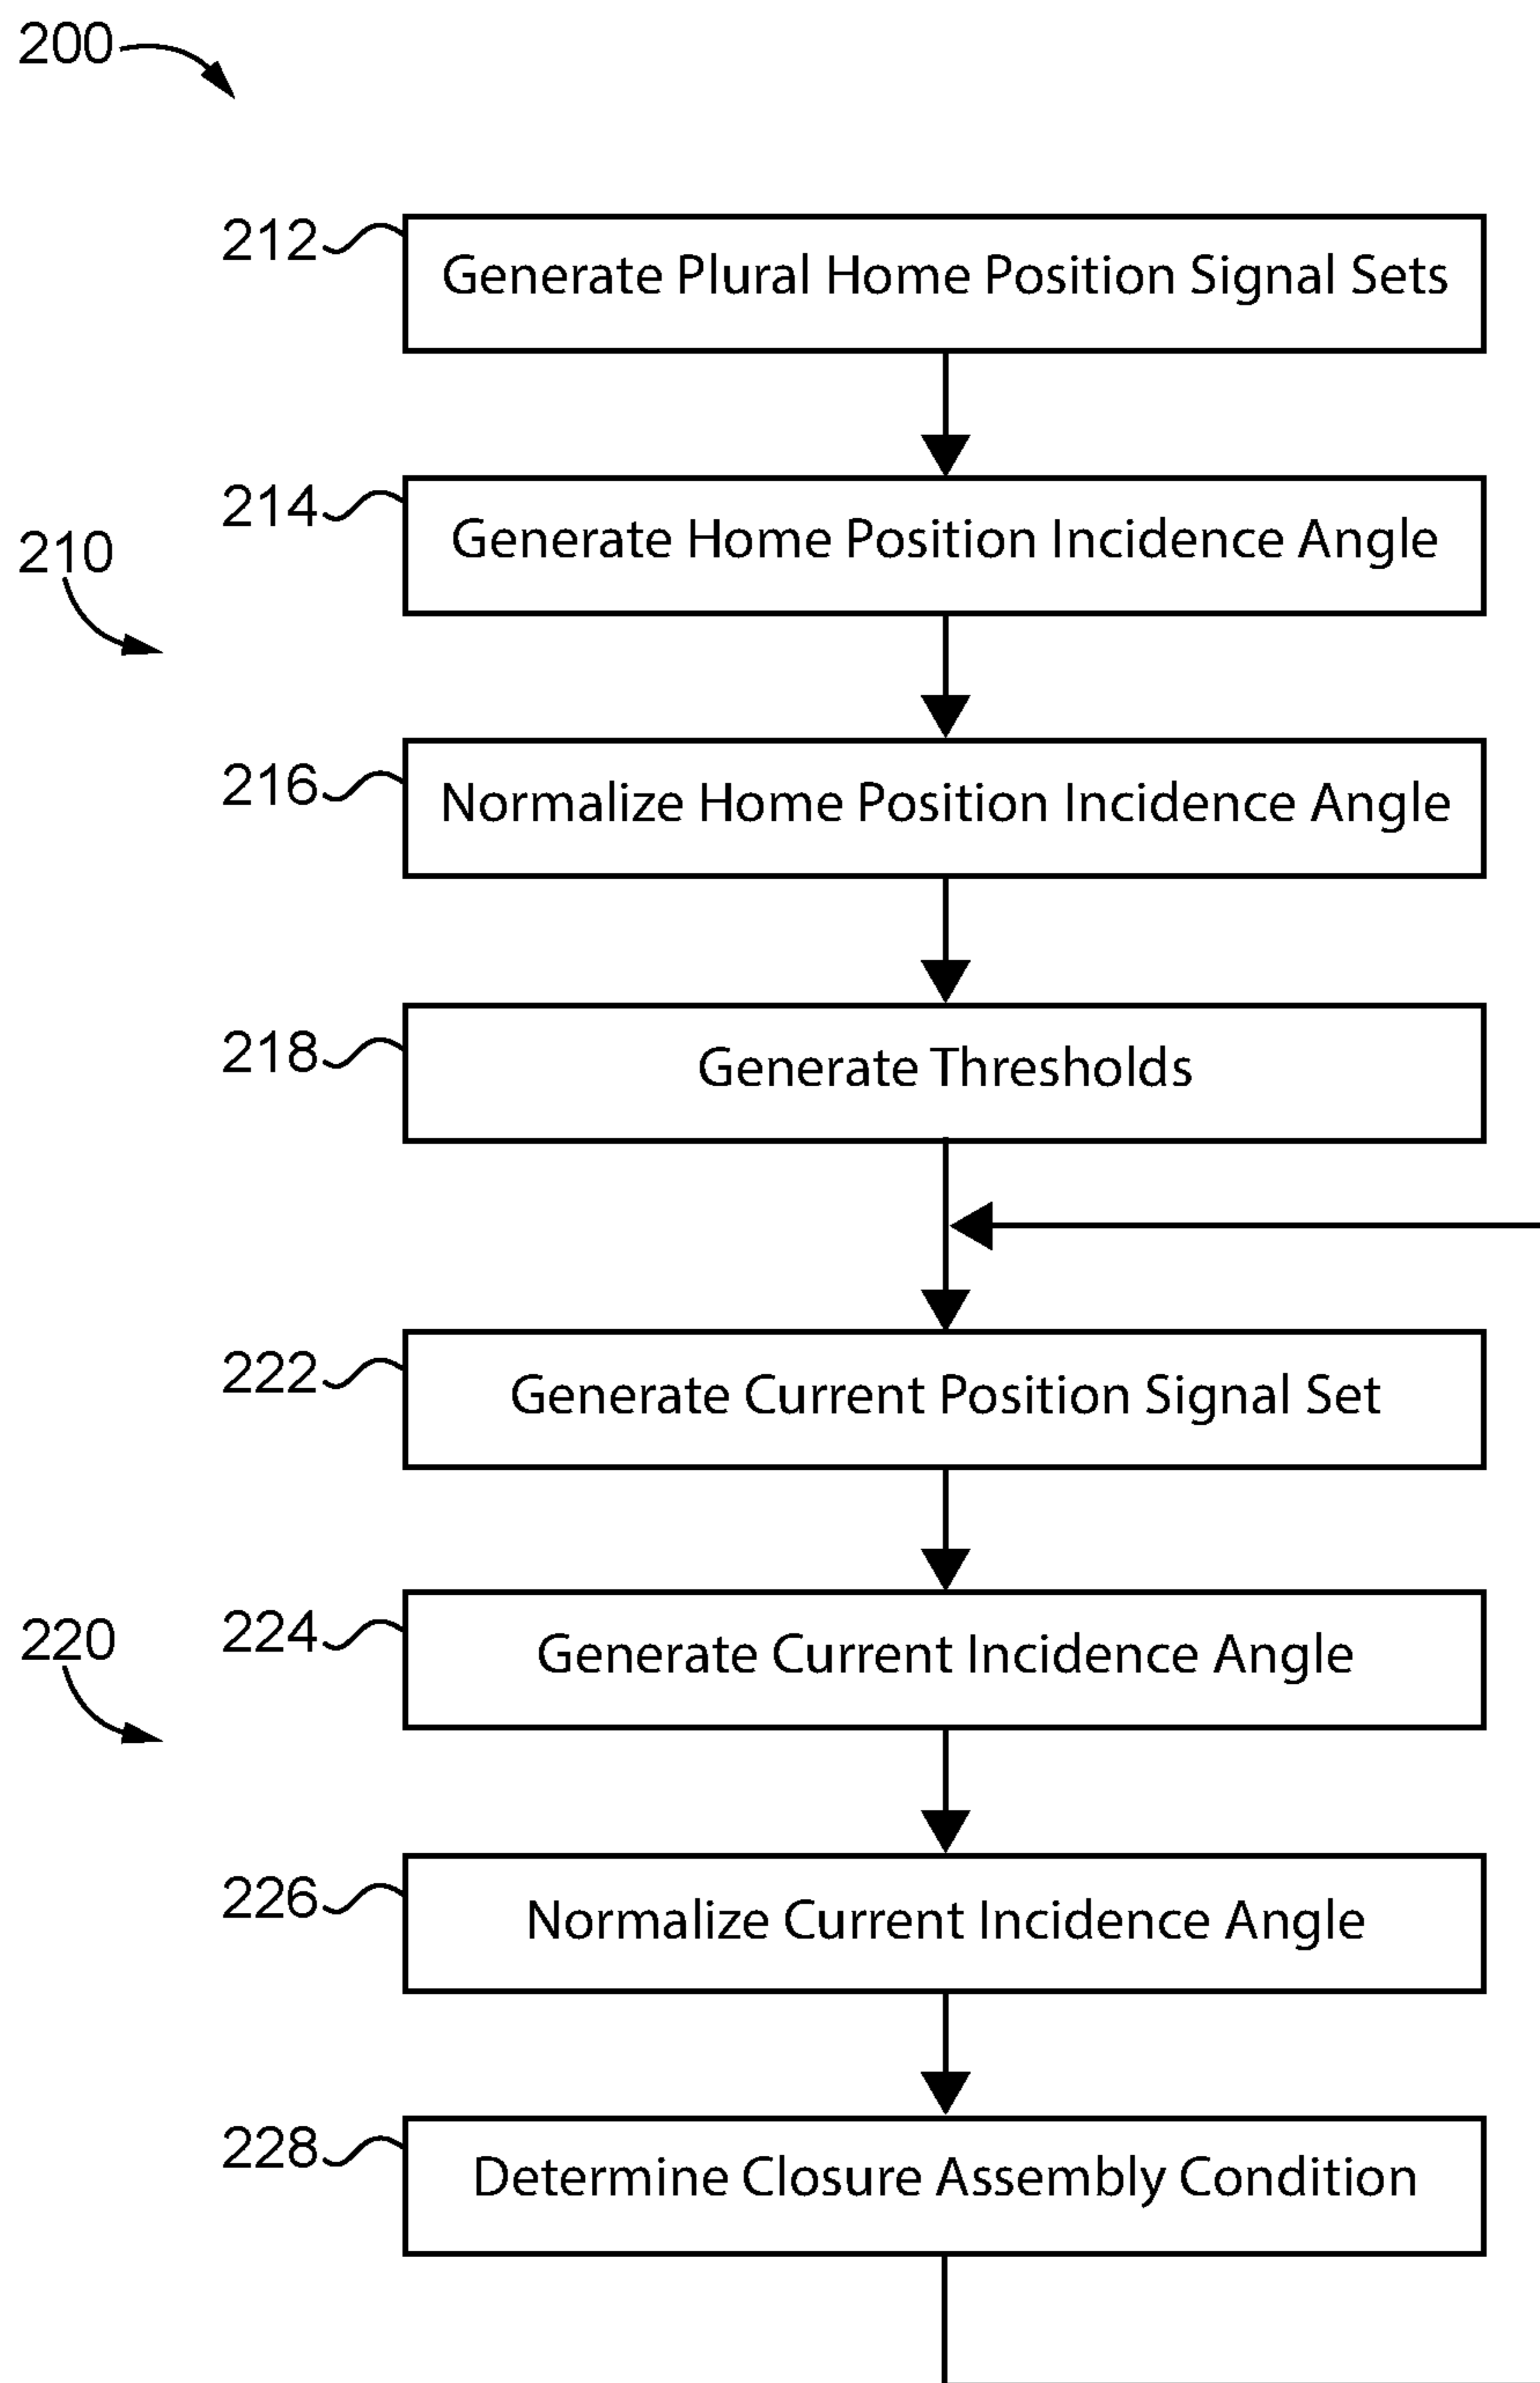 200
212
Generate Plural Home Position Signal Sets
214
Generate Home Position Incidence Angle
210
216
Normalize Home Position Incidence Angle
218
Generate Thresholds
222
Generate Current Position Signal Set
224
Generate Current Incidence Angle
220
226
Normalize Current Incidence Angle
228
Determine Closure Assembly Condition